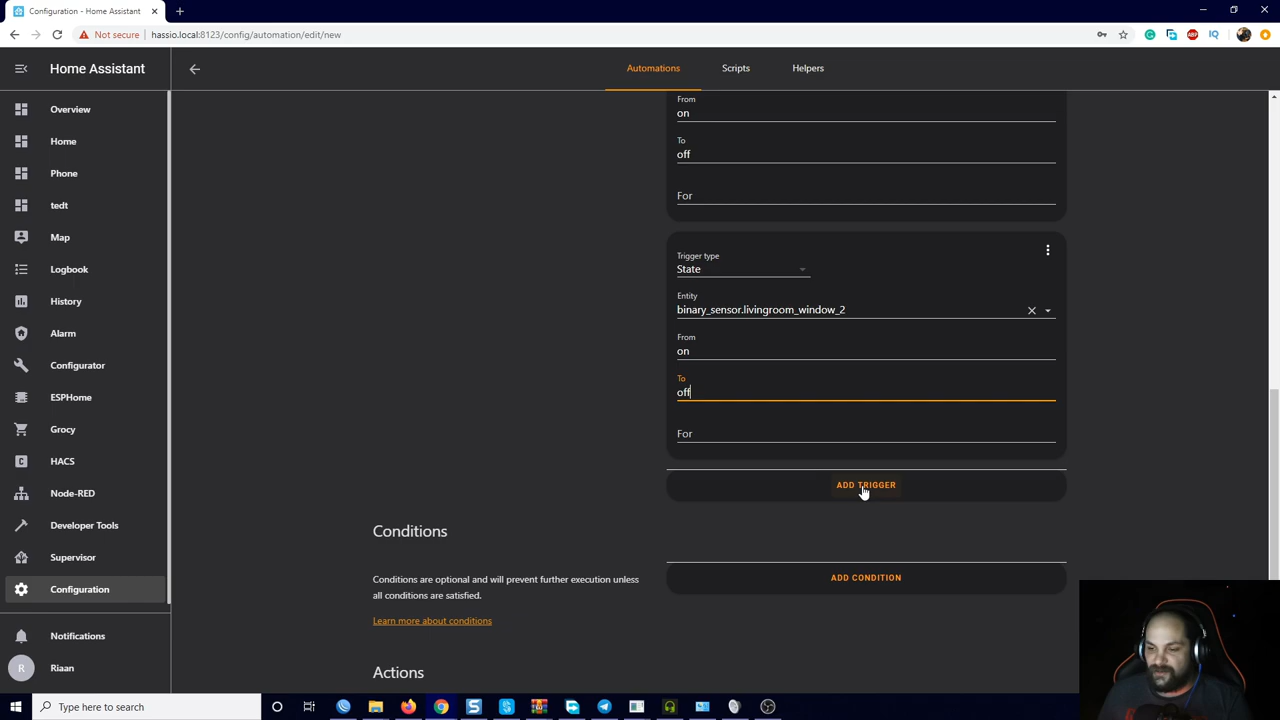 Configuration - Home Assistant
Not secure
hassio.local:8123/config/automation/edit/new
ABP
IQ
Home Assistant
Automations
Scripts
Helpers
Overview
Home
Phone
tedt
Map
Logbook
History
Alarm
Configurator
ESPHome
Grocy
HACS
Node-RED
Developer Tools
Supervisor
Configuration
Notifications
R
Riaan
From
on
To
off
For
Trigger type
State
Entity
binary_sensor.livingroom_window_2
From
on
To
off
For
ADD TRIGGER
Conditions
Conditions are optional and will prevent further execution unless
all conditions are satisfied.
Learn more about conditions
ADD CONDITION
Actions
Type here to search